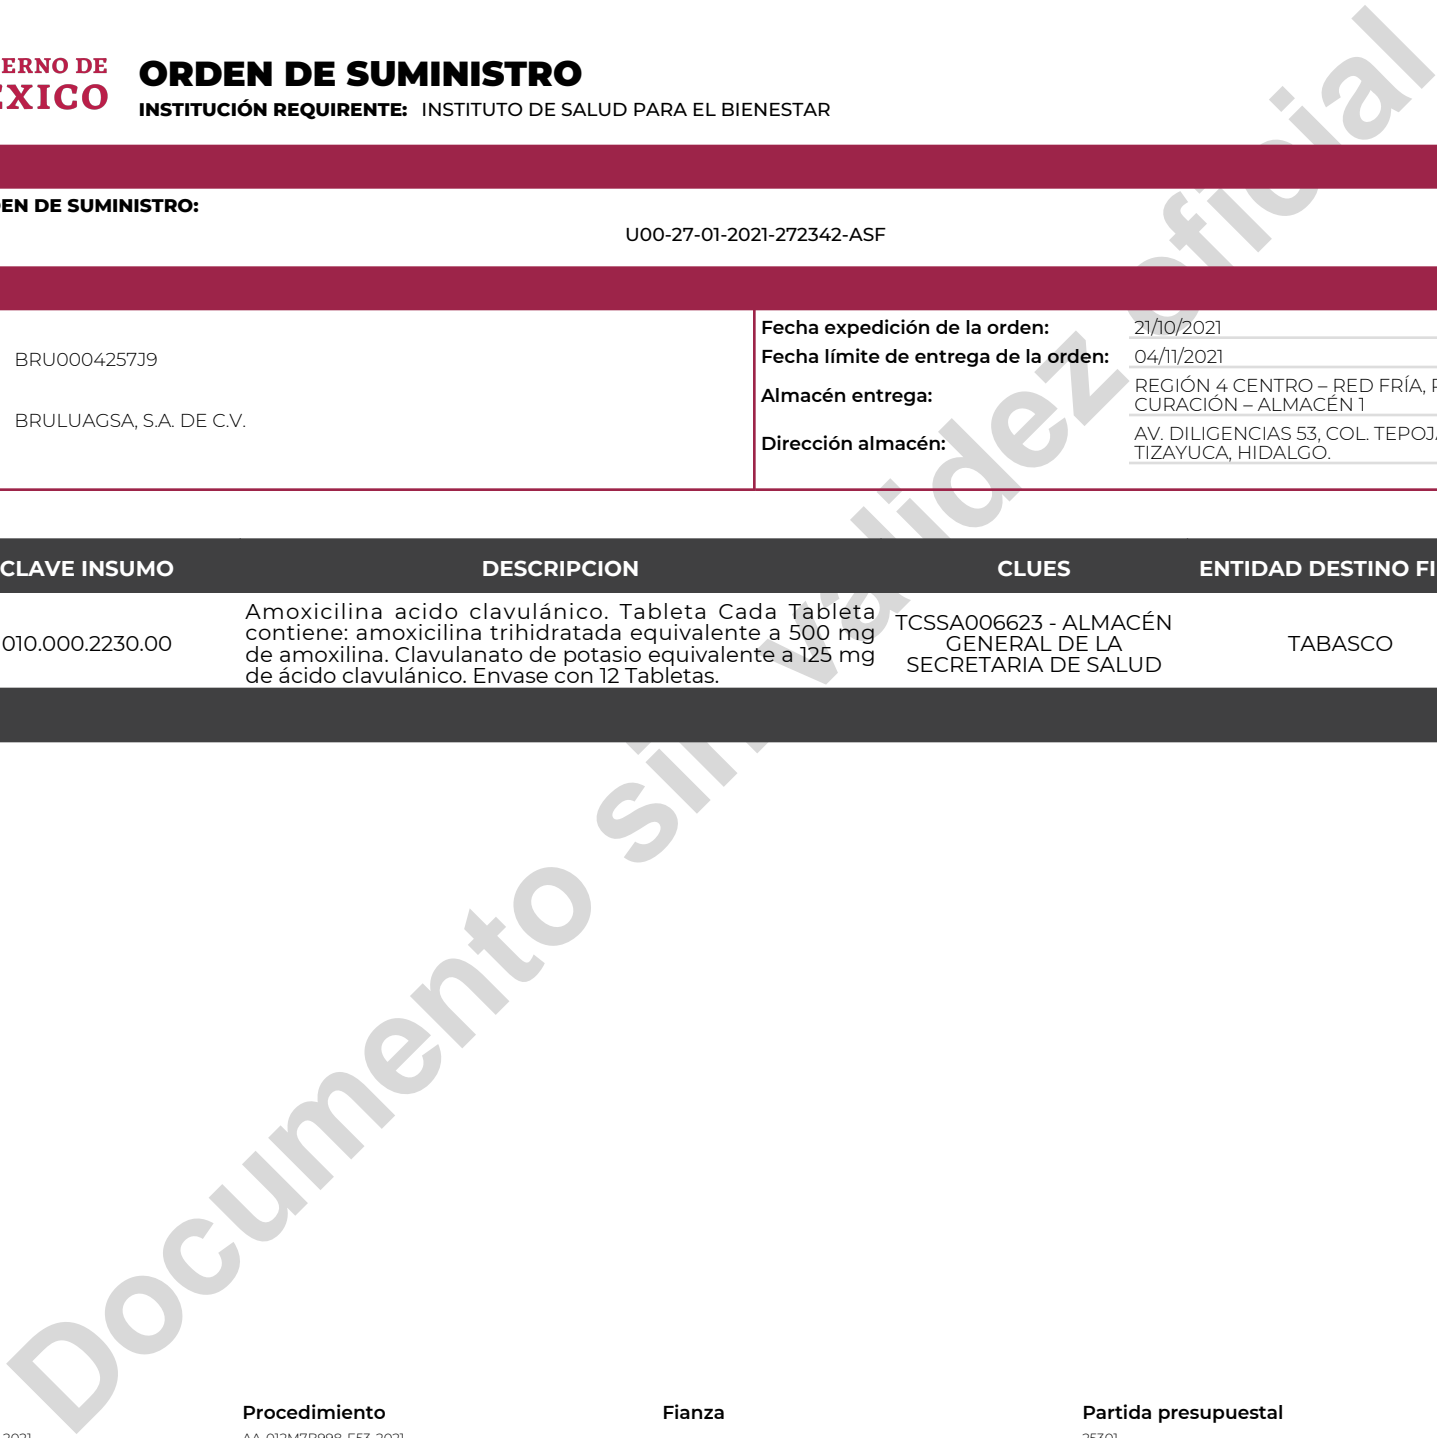 ERNO DE
ORDEN DE SUMINISTRO
INSTITUCIÓN REQUIRENTE: INSTITUTO DE SALUD PARA EL BIENESTAR
EN DE SUMINISTRO:
U00-27-01-2021-272342-ASF
BRU0004257J9
BRULUAGSA, S.A. DE C.V.
Fecha expedición de la orden: 21/10/2021
Fecha límite de entrega de la orden: 04/11/2021
Almacén entrega: REGIÓN 4 CENTRO – RED FRÍA,
CURACIÓN – ALMACÉN 1
Dirección almacén: AV. DILIGENCIAS 53, COL. TEPOJ
TIZAYUCA, HIDALGO.
CLAVE INSUMO DESCRIPCION CLUES ENTIDAD DESTINO FI
010.000.2230.00
Amoxicilina acido clavulánico. Tableta Cada Tableta
contiene: amoxicilina trihidratada equivalente a 500 mg
de amoxilina. Clavulanato de potasio equivalente a 125 mg
de ácido clavulánico. Envase con 12 Tabletas.
TCSSA006623 - ALMACÉN
GENERAL DE LA
SECRETARIA DE SALUD
TABASCO
Documento sin validez oficial
Procedimiento Fianza Partida presupuestal